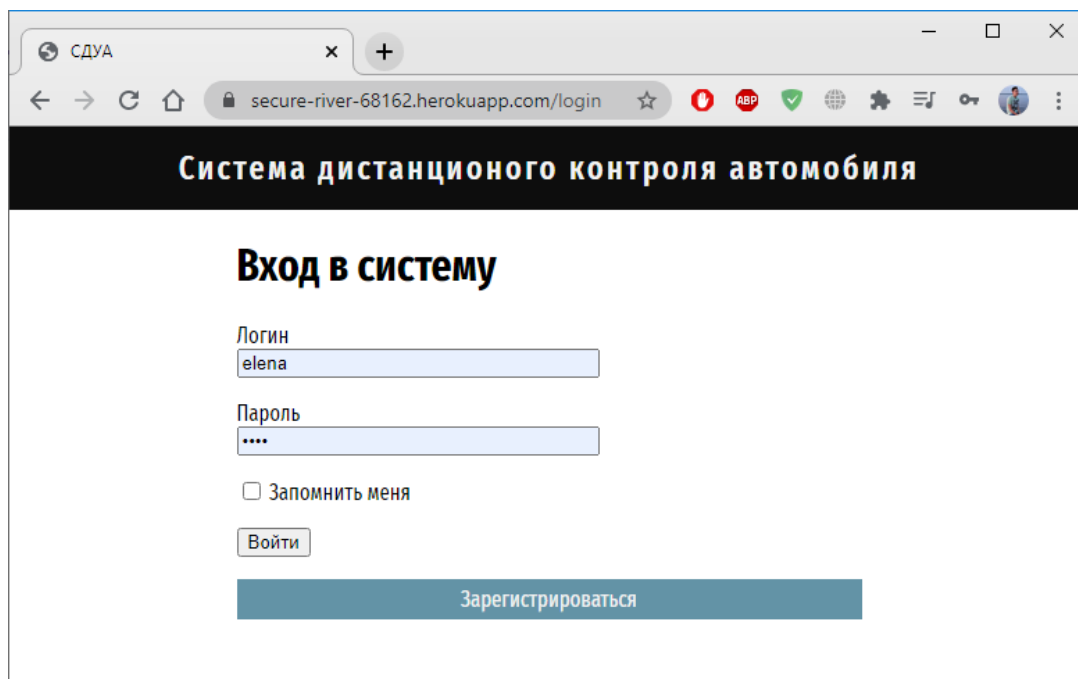 СДУА
secure-river-68162.herokuapp.com/login
ABP
Система дистанционого контроля автомобиля
Вход в систему
Логин
elena
Пароль
••••
Запомнить меня
Войти
Зарегистрироваться